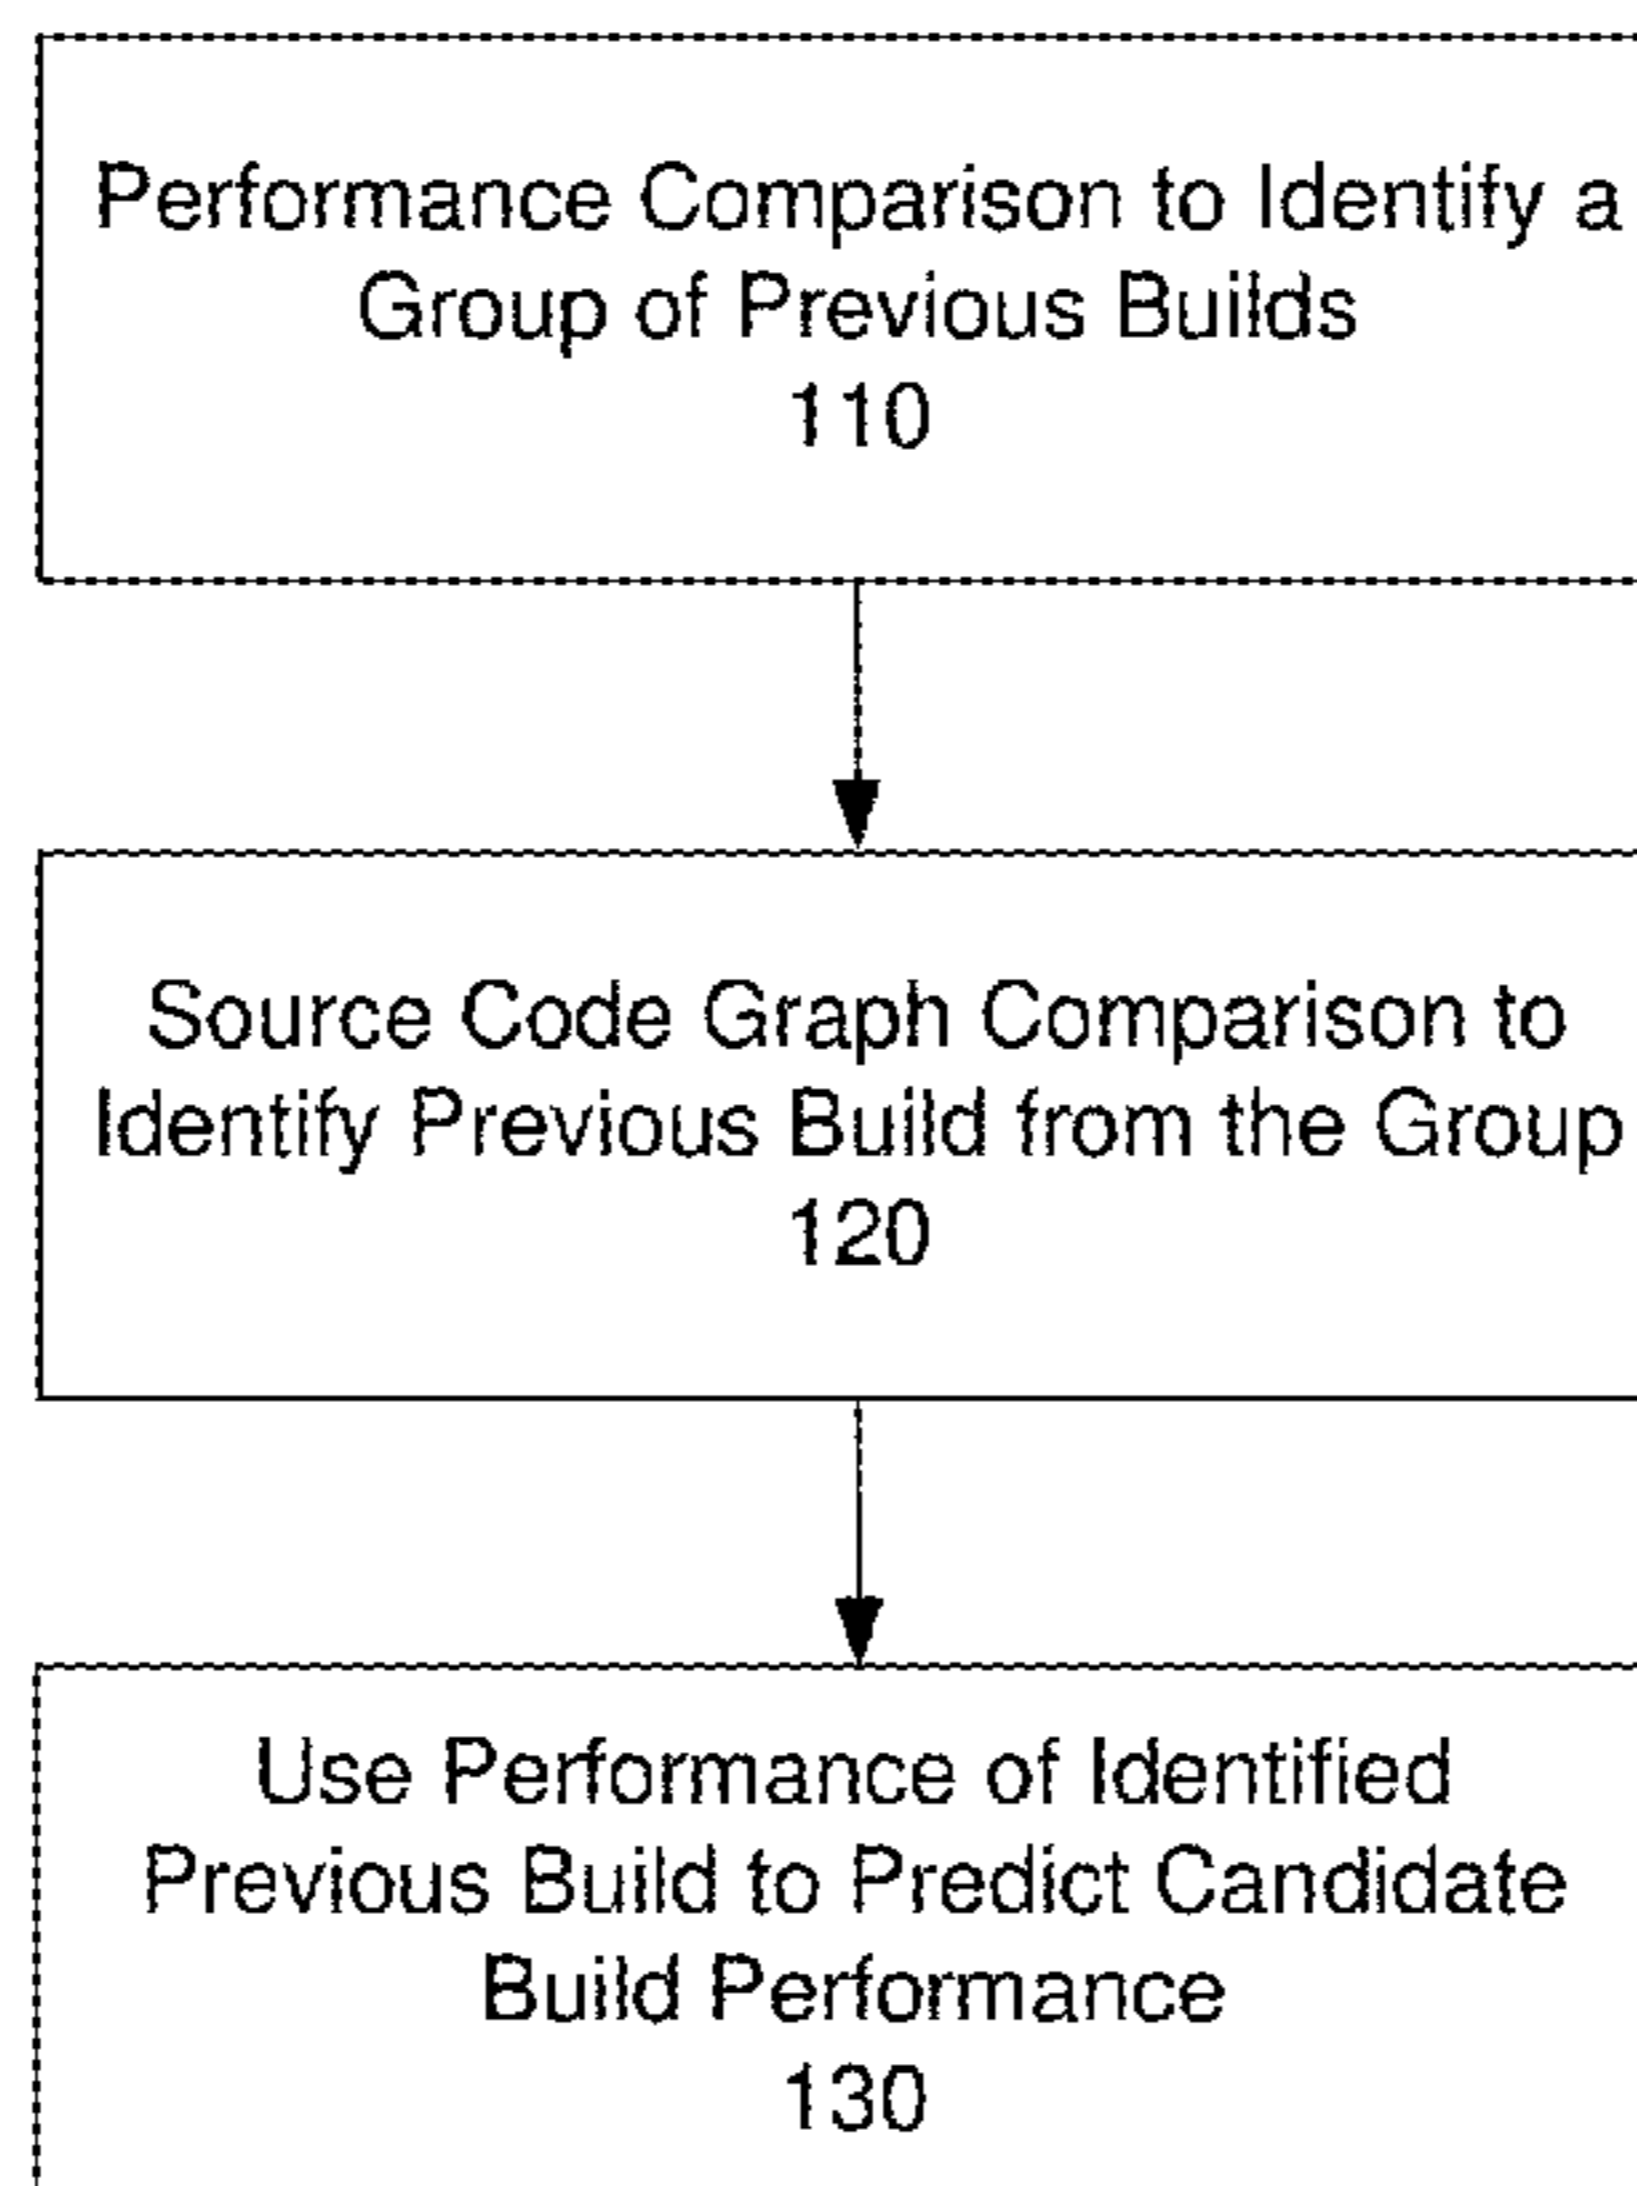 Performance Comparison to Identify a
Group of Previous Builds
110
Source Code Graph Comparison to
Identify Previous Build from the Group
120
Use Performance of Identified
Previous Build to Predict Candidate
Build Performance
130